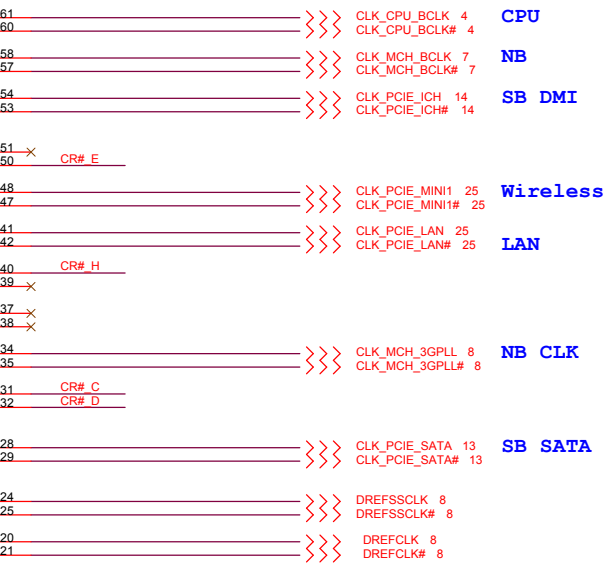 61 CLK_CPU_BCLK 4 CPU
60 CLK_CPU_BCLK# 4
58 CLK_MCH_BCLK 7 NB
57 CLK_MCH_BCLK# 7
54 CLK_PCIE_ICH 14 SB DMI
53 CLK_PCIE_ICH# 14
51
50 CR#_E
48 CLK_PCIE_MINI1 25 Wireless
47 CLK_PCIE_MINI1# 25
41 CLK_PCIE_LAN 25
42 CLK_PCIE_LAN# 25 LAN
40 CR#_H
39
37
38
34 CLK_MCH_3GPLL 8 NB CLK
35 CLK_MCH_3GPLL# 8
31 CR#_C
32 CR#_D
28 CLK_PCIE_SATA 13 SB SATA
29 CLK_PCIE_SATA# 13
24 DREFSSCLK 8
25 DREFSSCLK# 8
20 DREFCLK 8
21 DREFCLK# 8